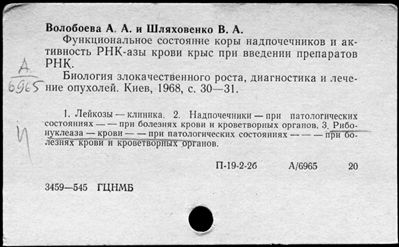 Волобоева А. А. и Шляховенко В. А.
Функциональное состояние коры надпочечников и ак-
тивность РНК-азы крови крыс при введении препаратов
РНК.
Биология злокачественного роста, диагностика и лече-
ние опухолей. Киев, 1968, с. 30—31.
А
6965
1. Лейкозы — клиника. 2. Надпочечники — при патологических
состояниях — — при болезнях крови и кроветворных органов. 3. Рибо-
нуклеаза — крови — — при патологических состояниях — — — при бо-
лезнях крови и кроветворных органов.
П-19-2-2б А/6965 20
3459—545 ГЦНМБ